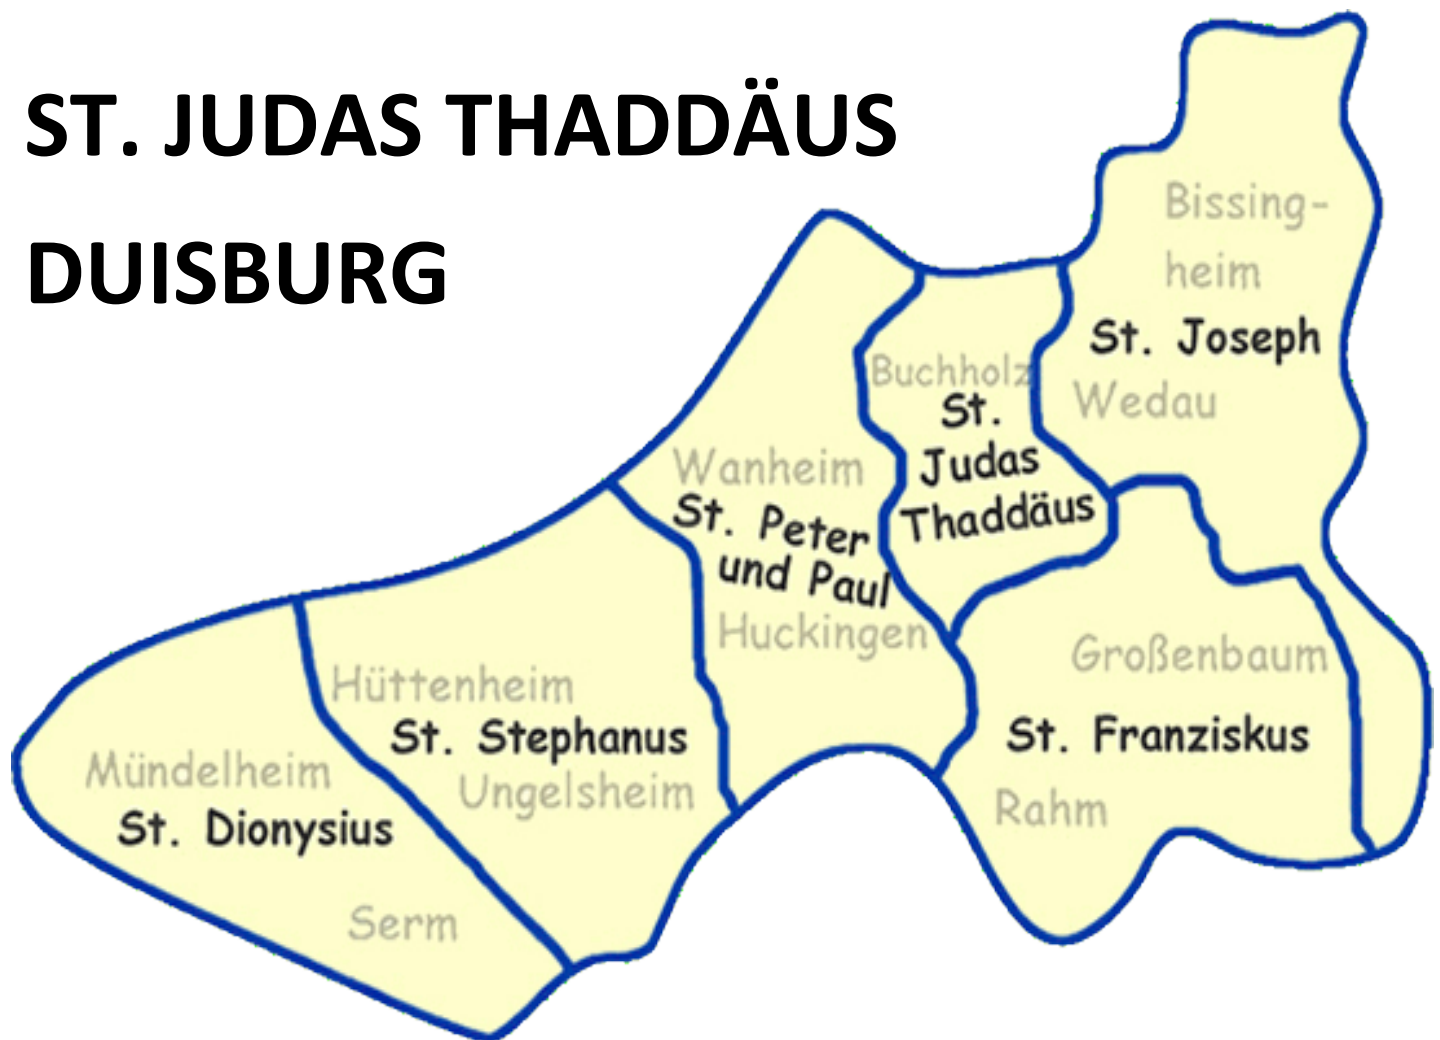 ST. JUDAS THADDÄUS
DUISBURG
Bissing-
heim
St. Joseph
Wedau
Buchholz
St.
Judas
Thaddäus
Wanheim
St. Peter
und Paul
Huckingen
Großenbaum
St. Franziskus
Rahm
Hüttenheim
St. Stephanus
Ungelsheim
Mündelheim
St. Dionysius
Serm